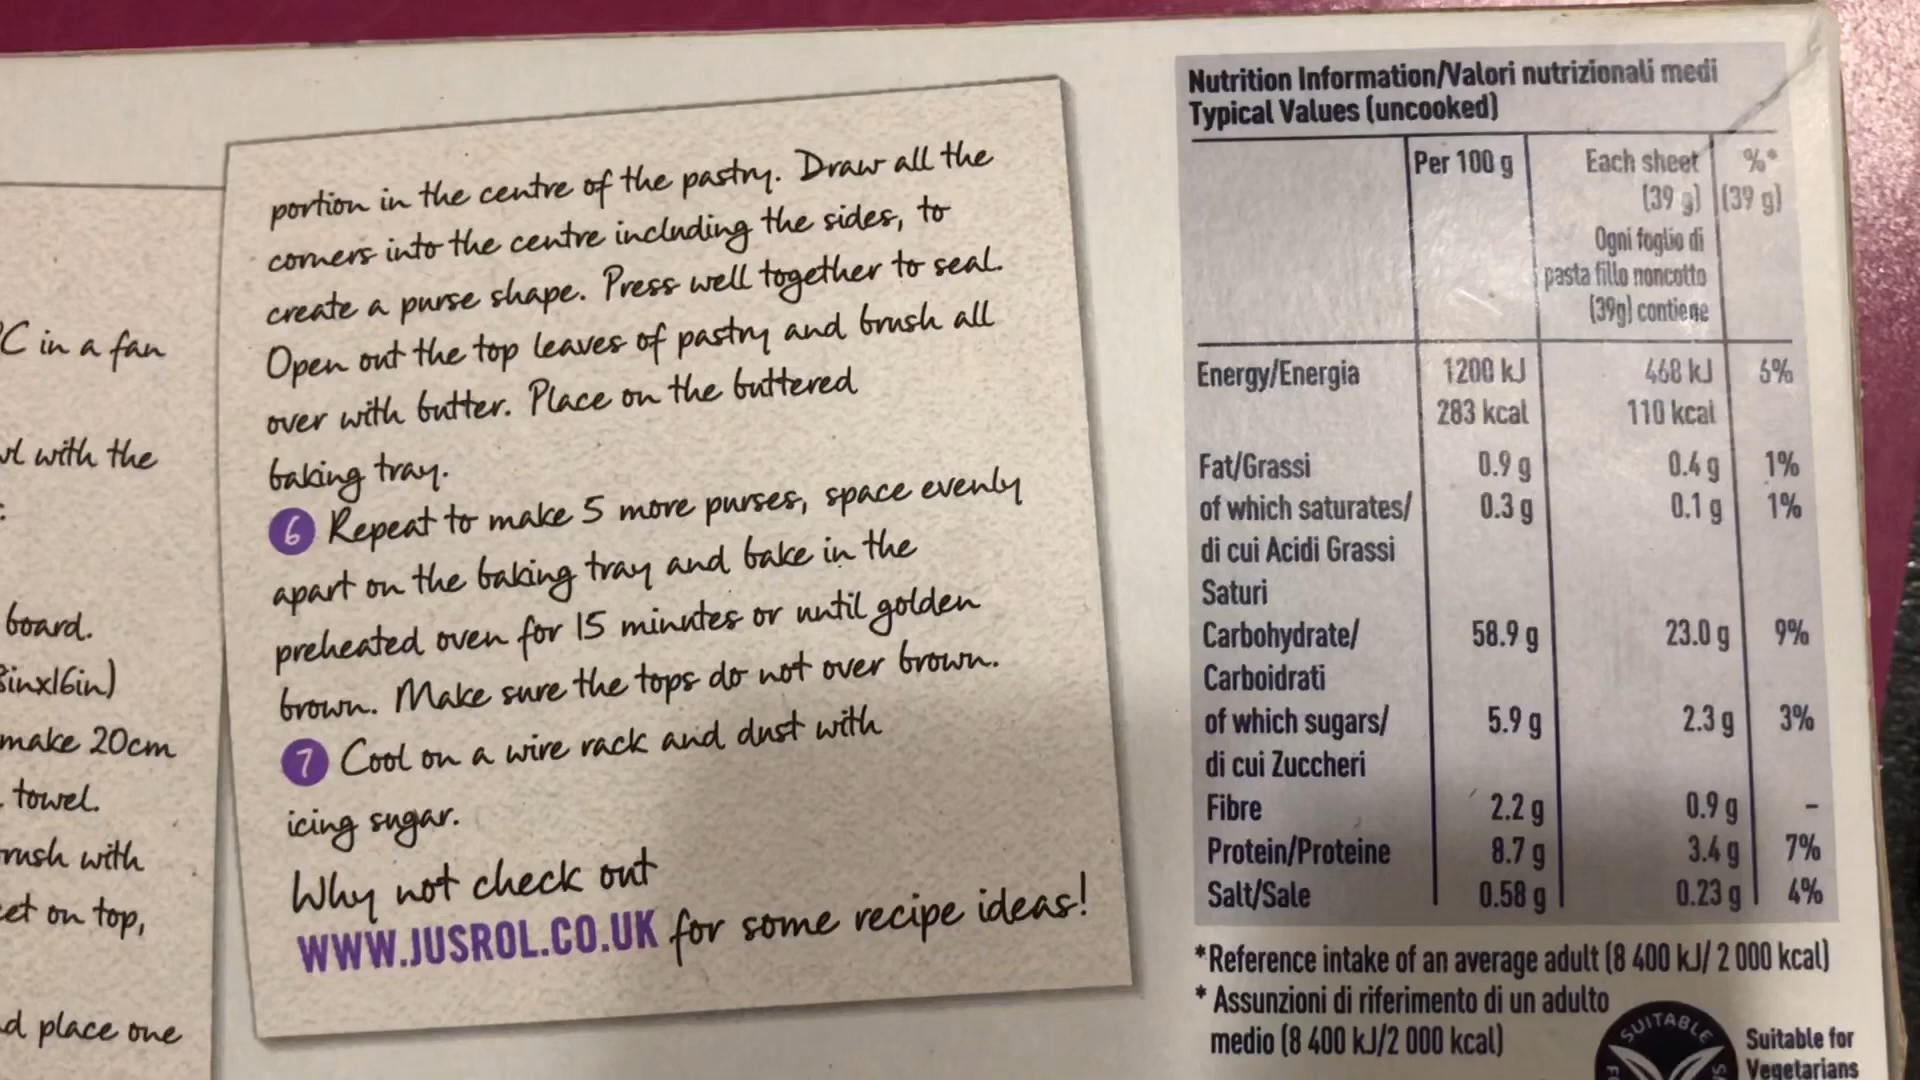 °C in a fan
wl with the
:
board.
make 20cm
towel.
rush with
on top,
place one
portion in the centre of the pastry. Draw all the
corners into the centre including the sides, to
create a purse shape. Press well together to seal.
Open out the top leaves of pastry and brush all
over with butter. Place on the buttered
baking tray.
6 Repeat to make 5 more purses, space evenly
apart on the baking tray and bake in the
preheated oven for 15 minutes or until golden
brown. Make sure the tops do not over brown.
7 Cool on a wire rack and dust with
icing sugar.
Why not check out
WWW.JUSROL.CO.UK for some recipe ideas!
Nutrition Information/Valori nutrizionali medi
Typical Values (uncooked)
Per 100 g Each sheet %*
(39 g) (39 g)
Ogni foglio di
pasta fillo noncotto
(39g) contiene
Energy/Energia 1200 kJ 468 kJ 6%
283 kcal 110 kcal
Fat/Grassi 0.9 g 0.4 g 1%
of which saturates/ 0.3 g 0.1 g 1%
di cui Acidi Grassi
Saturi
Carbohydrate/ 58.9 g 23.0 g 9%
Carboidrati
of which sugars/ 5.9 g 2.3 g 3%
di cui Zuccheri
Fibre 2.2 g 0.9 g -
Protein/Proteine 8.7 g 3.4 g 7%
Salt/Sale 0.58 g 0.23 g 4%
*Reference intake of an average adult (8 400 kJ/ 2 000 kcal)
* Assunzioni di riferimento di un adulto
medio (8 400 kJ/2 000 kcal)
SUITABLE
Suitable for
Vegetarians